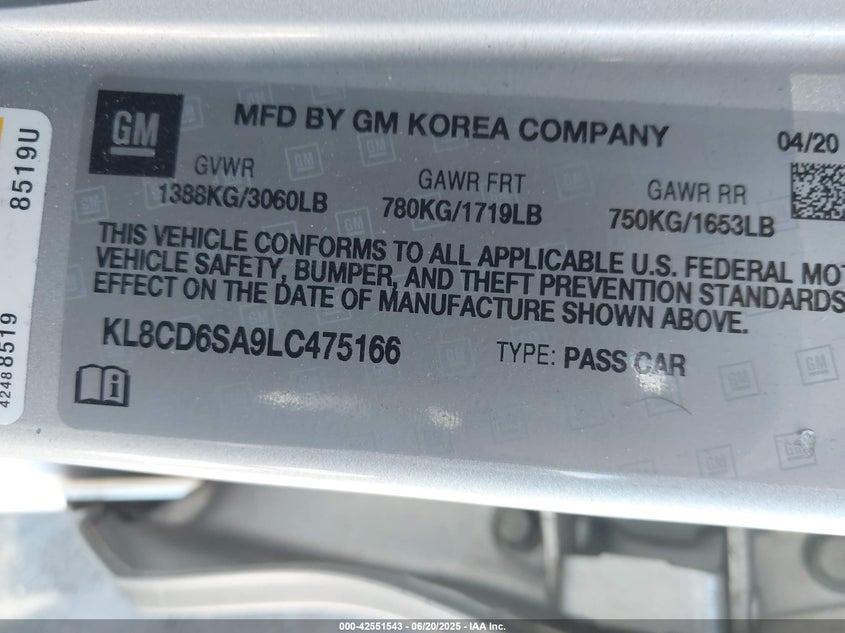 GM
MFD BY GM KOREA COMPANY
04/20
GVWR
1388KG/3060LB
GAWR FRT
780KG/1719LB
GAWR RR
750KG/1653LB
THIS VEHICLE CONFORMS TO ALL APPLICABLE U.S. FEDERAL MOT
VEHICLE SAFETY, BUMPER, AND THEFT PREVENTION STANDARDS
EFFECT ON THE DATE OF MANUFACTURE SHOWN ABOVE.
KL8CD6SA9LC475166
TYPE: PASS CAR
8519U
42488519
000-42551543 - 06/20/2025 - IAA Inc.